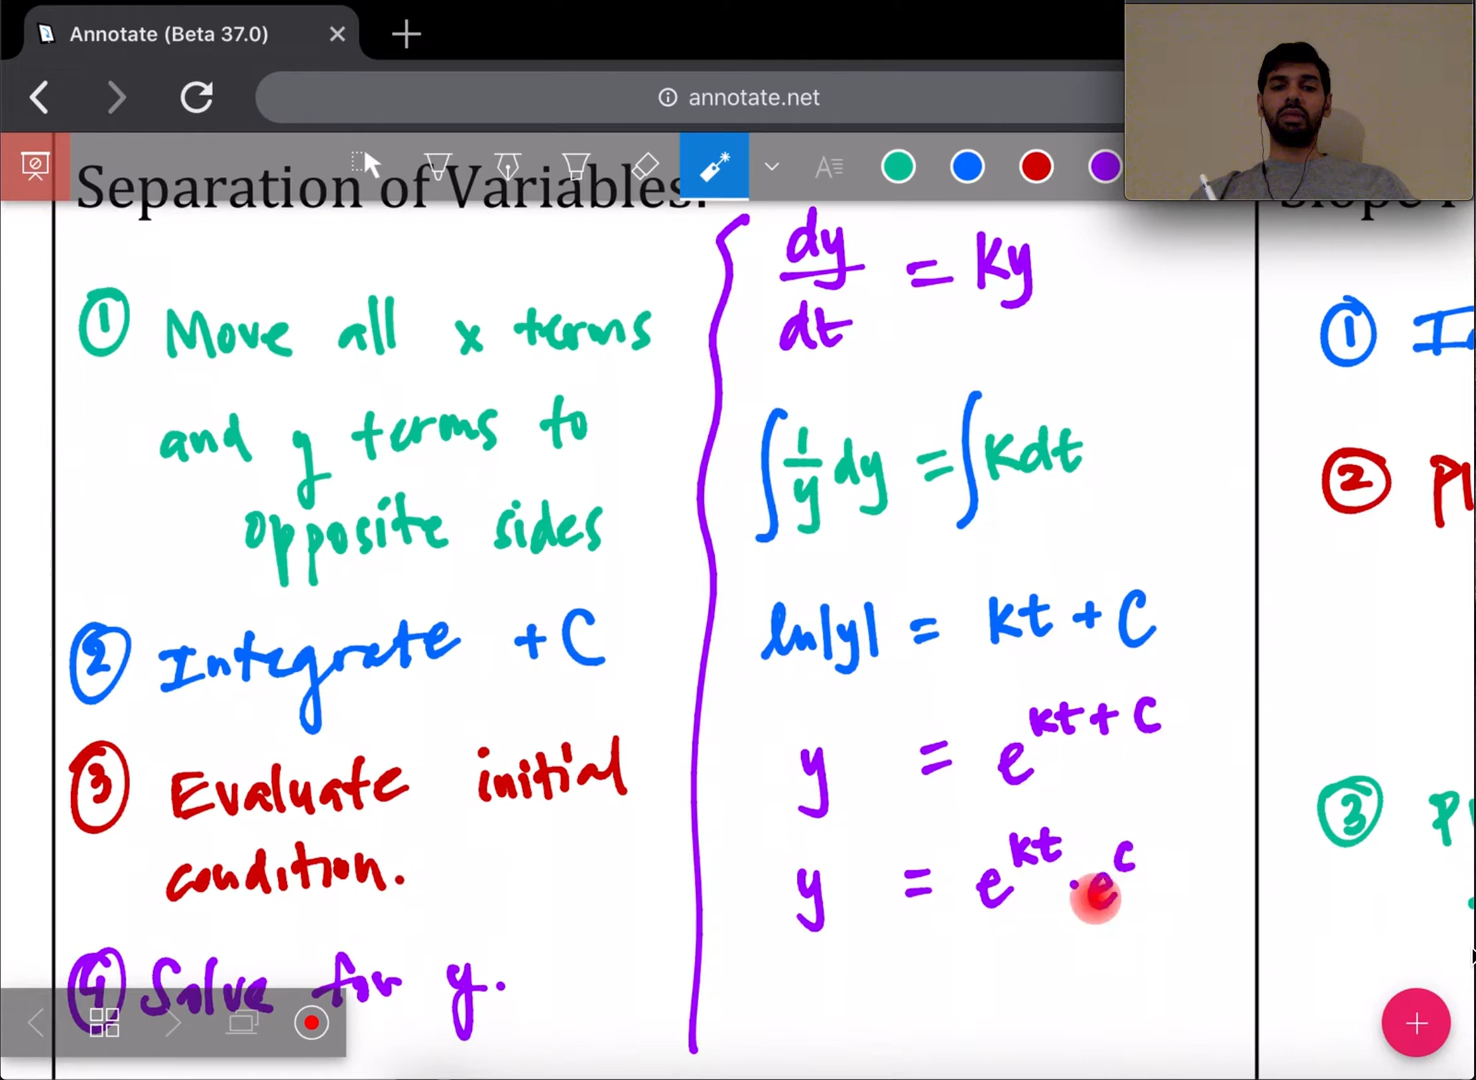 Annotate (Beta 37.0)
annotate.net
Separation of Variables:
① Move all x terms
and y terms to
opposite sides
② Integrate + C
③ Evaluate initial
condition.
④ Solve for y.
dy/dt = ky
∫ 1/y dy = ∫ k dt
ln|y| = kt + C
y = e^{kt + C}
y = e^{kt} · e^{C}
①
②
③